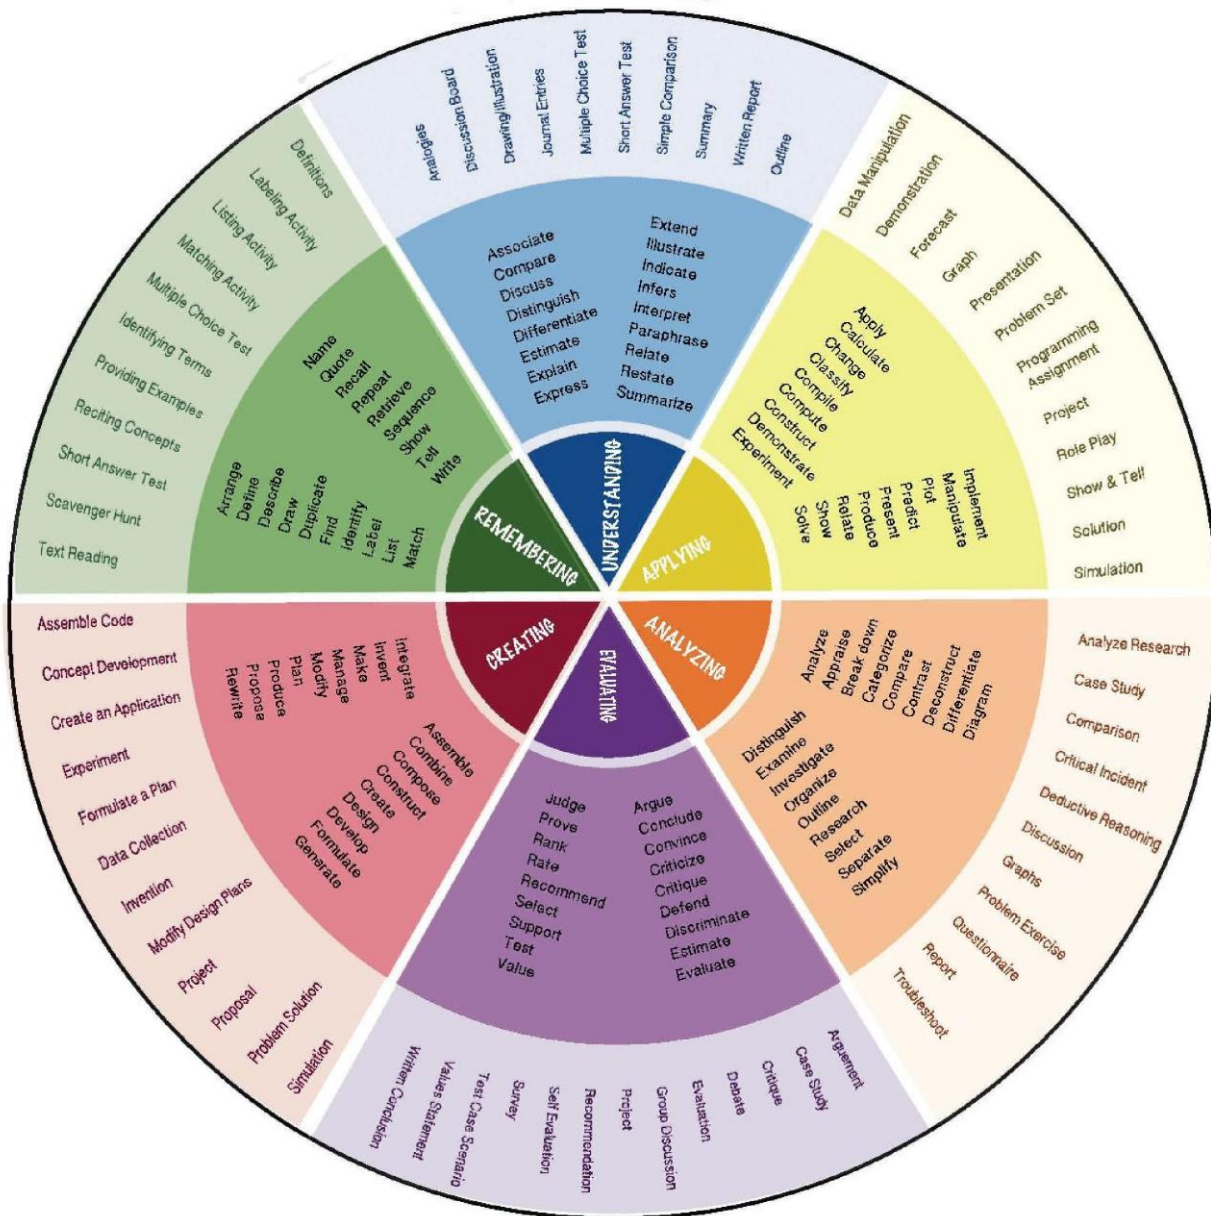 REMEMBERING
Name
Quote
Recall
Repeat
Retrieve
Sequence
Show
Tell
Write
Arrange
Define
Describe
Draw
Duplicate
Find
Identify
Label
List
Match
Definitions
Labeling Activity
Listing Activity
Matching Activity
Multiple Choice Test
Identifying Terms
Providing Examples
Reciting Concepts
Short Answer Test
Scavenger Hunt
Text Reading
UNDERSTANDING
Associate
Compare
Discuss
Distinguish
Differentiate
Estimate
Explain
Express
Extend
Illustrate
Indicate
Infers
Interpret
Paraphrase
Relate
Restate
Summarize
Analogies
Discussion Board
Drawing/Illustration
Journal Entries
Multiple Choice Test
Short Answer Test
Simple Comparison
Summary
Written Report
Outline
APPLYING
Apply
Calculate
Change
Classify
Compile
Compute
Construct
Demonstrate
Experiment
Implement
Manipulate
Plot
Predict
Present
Produce
Relate
Show
Solve
Data Manipulation
Demonstration
Forecast
Graph
Presentation
Problem Set
Programming
Assignment
Project
Role Play
Show & Tell
Solution
Simulation
ANALYZING
Analyze
Appraise
Break down
Categorize
Compare
Contrast
Deconstruct
Differentiate
Diagram
Distinguish
Examine
Investigate
Organize
Outline
Research
Select
Separate
Simplify
Analyze Research
Case Study
Comparison
Critical Incident
Deductive Reasoning
Discussion
Graphs
Problem Exercise
Questionnaire
Report
Troubleshoot
EVALUATING
Argue
Conclude
Convince
Criticize
Critique
Defend
Discriminate
Estimate
Evaluate
Judge
Prove
Rank
Rate
Recommend
Select
Support
Test
Value
Arguement
Case Study
Critique
Debate
Evaluation
Group Discussion
Project
Recommendation
Self Evaluation
Survey
Test Case Scenario
Values Statement
Written Conclusion
CREATING
Assemble
Combine
Compose
Construct
Create
Design
Develop
Formulate
Generate
Integrate
Invent
Make
Manage
Modify
Plan
Produce
Propose
Rewrite
Assemble Code
Concept Development
Create an Application
Experiment
Formulate a Plan
Data Collection
Invention
Modify Design Plans
Project
Proposal
Problem Solution
Simulation